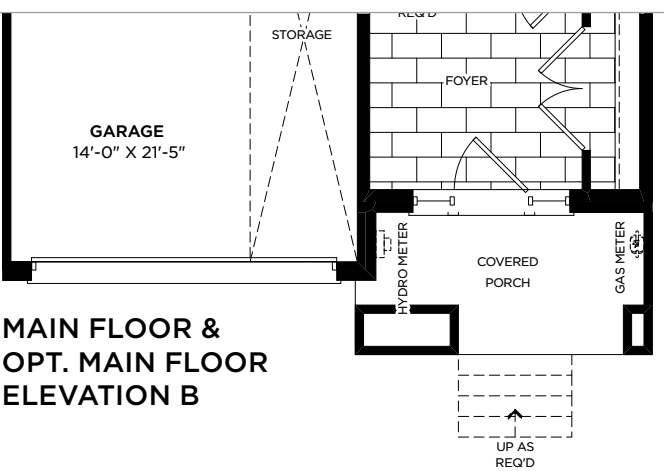 REQ'D
STORAGE
FOYER
GARAGE
14'-0" X 21'-5"
HYDRO METER
COVERED
PORCH
GAS METER
MAIN FLOOR &
OPT. MAIN FLOOR
ELEVATION B
UP AS
REQ'D